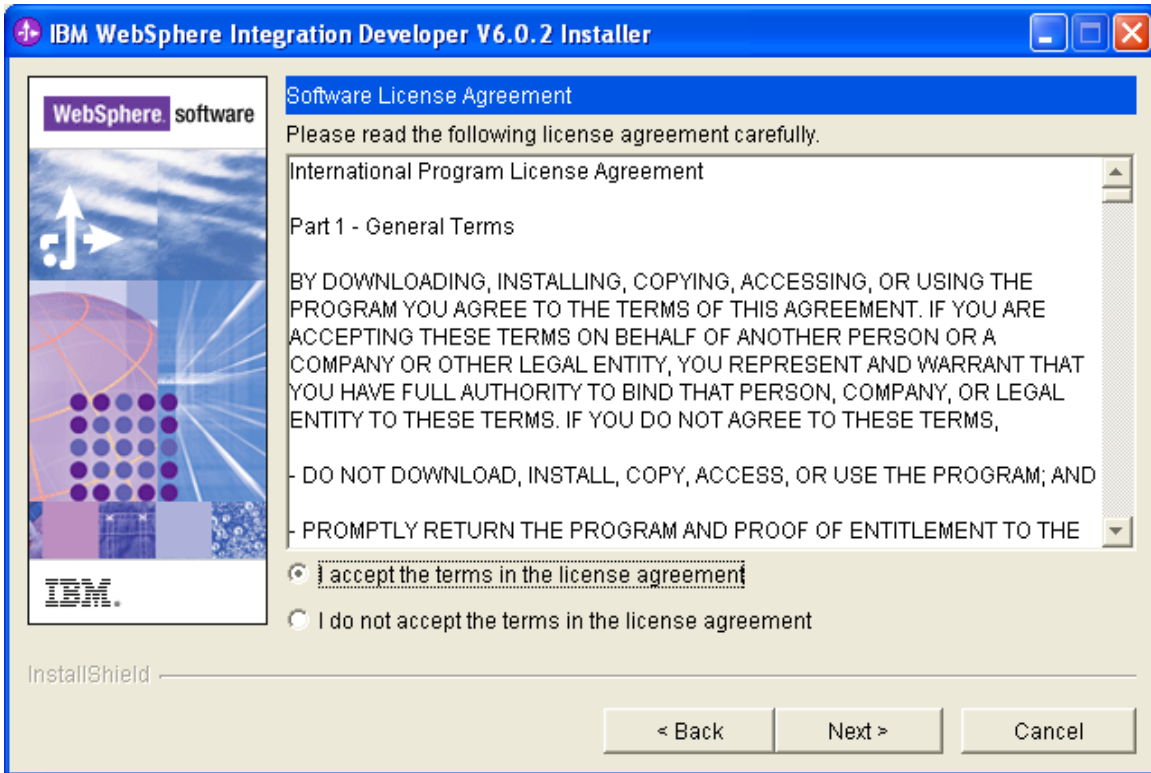 IBM WebSphere Integration Developer V6.0.2 Installer
WebSphere. software
Software License Agreement
Please read the following license agreement carefully.
International Program License Agreement
Part 1 - General Terms
BY DOWNLOADING, INSTALLING, COPYING, ACCESSING, OR USING THE
PROGRAM YOU AGREE TO THE TERMS OF THIS AGREEMENT. IF YOU ARE
ACCEPTING THESE TERMS ON BEHALF OF ANOTHER PERSON OR A
COMPANY OR OTHER LEGAL ENTITY, YOU REPRESENT AND WARRANT THAT
YOU HAVE FULL AUTHORITY TO BIND THAT PERSON, COMPANY, OR LEGAL
ENTITY TO THESE TERMS. IF YOU DO NOT AGREE TO THESE TERMS,
- DO NOT DOWNLOAD, INSTALL, COPY, ACCESS, OR USE THE PROGRAM; AND
- PROMPTLY RETURN THE PROGRAM AND PROOF OF ENTITLEMENT TO THE
IBM.
I accept the terms in the license agreement
I do not accept the terms in the license agreement
InstallShield
< Back
Next >
Cancel